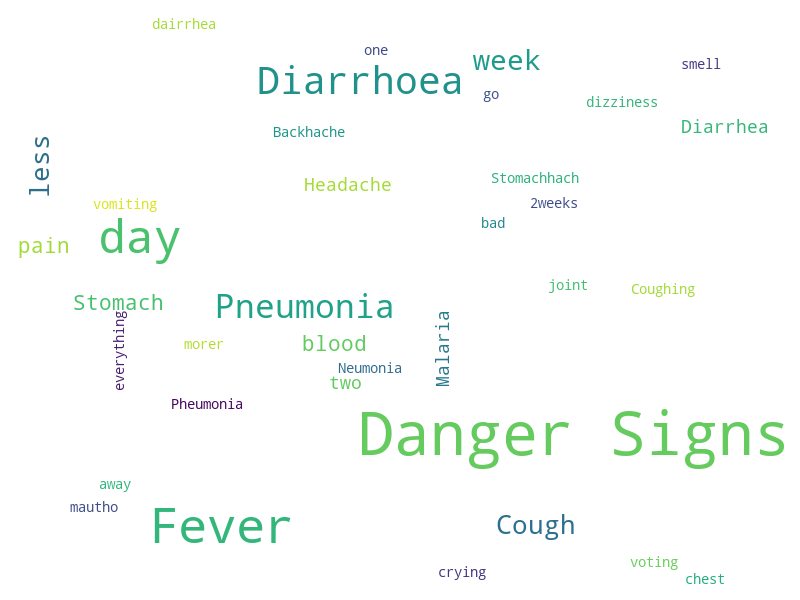 dairrhea
one
week
smell
Diarrhoea
go
dizziness
Diarrhea
Backhache
less
Headache
Stomachhach
vomiting
2weeks
bad
day
pain
joint
Coughing
Stomach
Pneumonia
everything
morer
blood
Malaria
Neumonia
two
Pheumonia
Danger Signs
away
mautho
Fever
Cough
voting
crying
chest